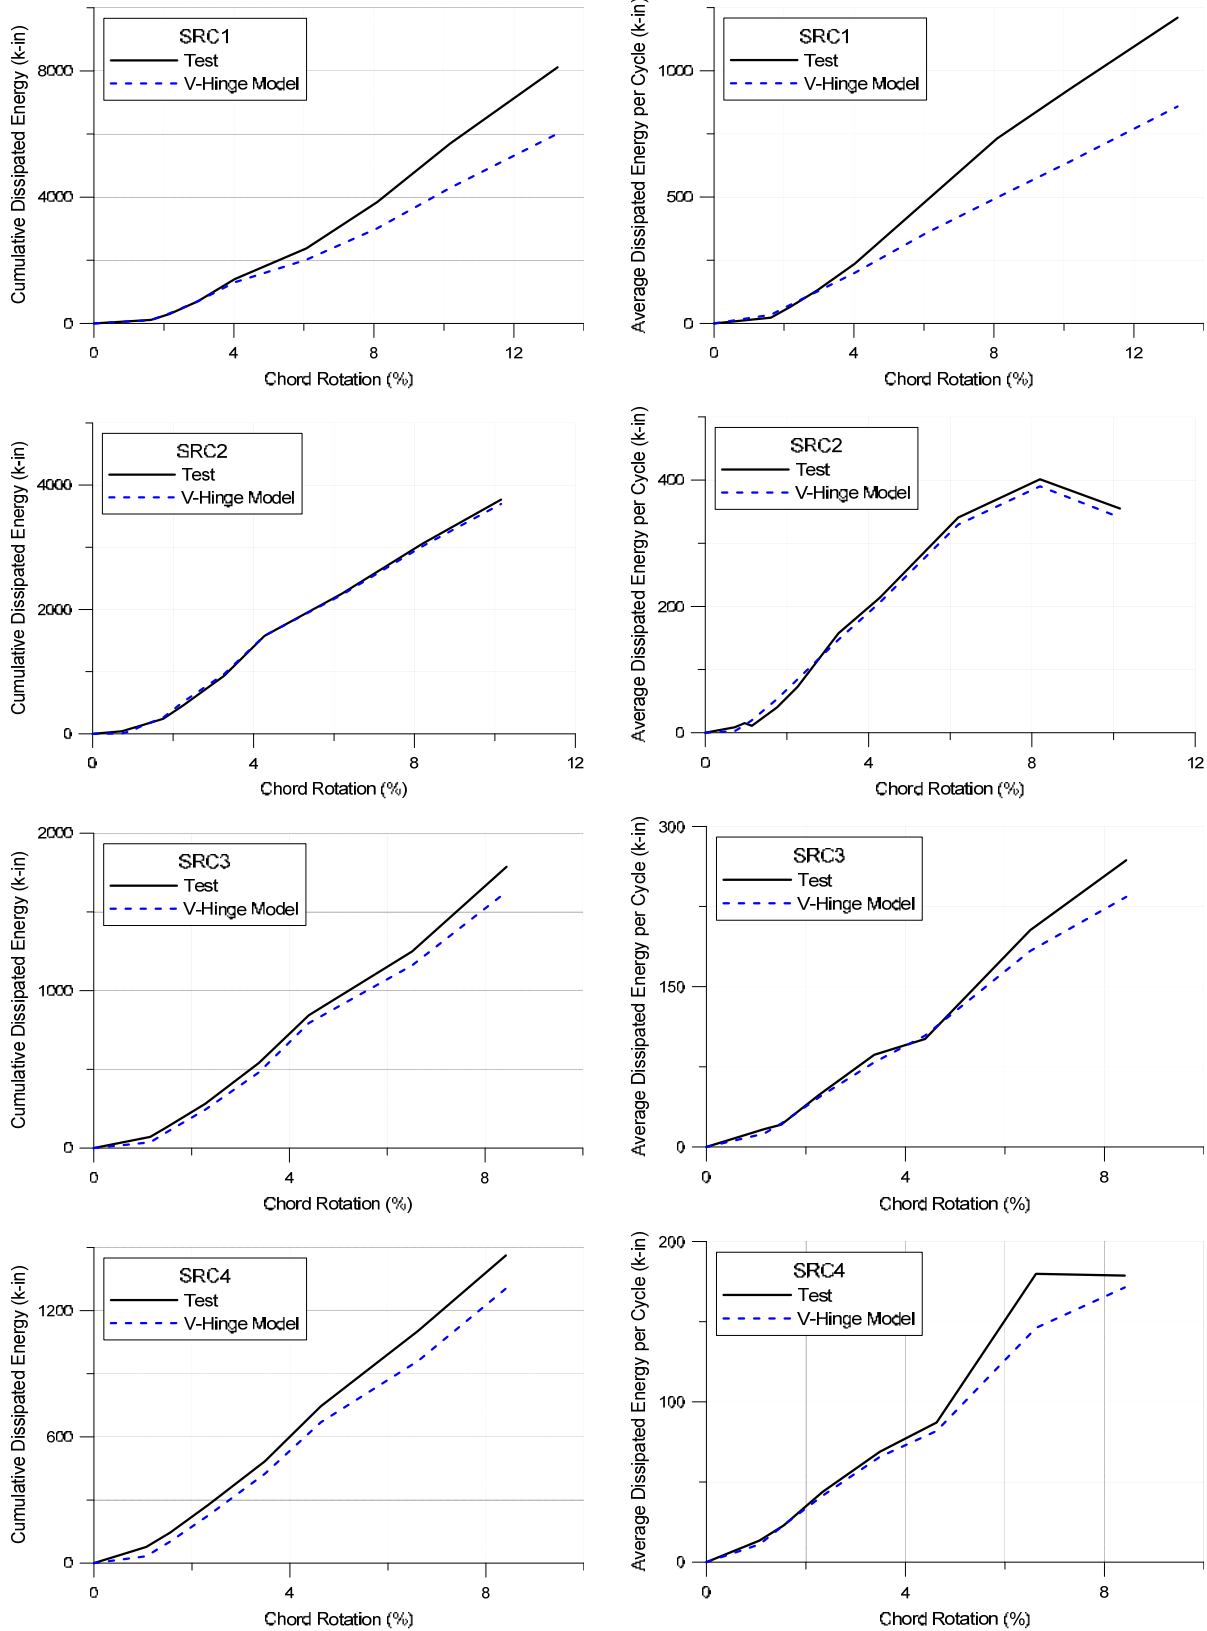 Cumulative Dissipated Energy (k-in)
8000
4000
0
SRC1
Test
V-Hinge Model
0 4 8 12
Chord Rotation (%)
Average Dissipated Energy per Cycle (k-in)
1000
500
0
SRC1
Test
V-Hinge Model
0 4 8 12
Chord Rotation (%)
Cumulative Dissipated Energy (k-in)
4000
2000
0
SRC2
Test
V-Hinge Model
0 4 8 12
Chord Rotation (%)
Average Dissipated Energy per Cycle (k-in)
400
200
0
SRC2
Test
V-Hinge Model
0 4 8 12
Chord Rotation (%)
Cumulative Dissipated Energy (k-in)
2000
1000
0
SRC3
Test
V-Hinge Model
0 4 8
Chord Rotation (%)
Average Dissipated Energy per Cycle (k-in)
300
150
0
SRC3
Test
V-Hinge Model
0 4 8
Chord Rotation (%)
Cumulative Dissipated Energy (k-in)
1200
600
0
SRC4
Test
V-Hinge Model
0 4 8
Chord Rotation (%)
Average Dissipated Energy per Cycle (k-in)
200
100
0
SRC4
Test
V-Hinge Model
0 4 8
Chord Rotation (%)